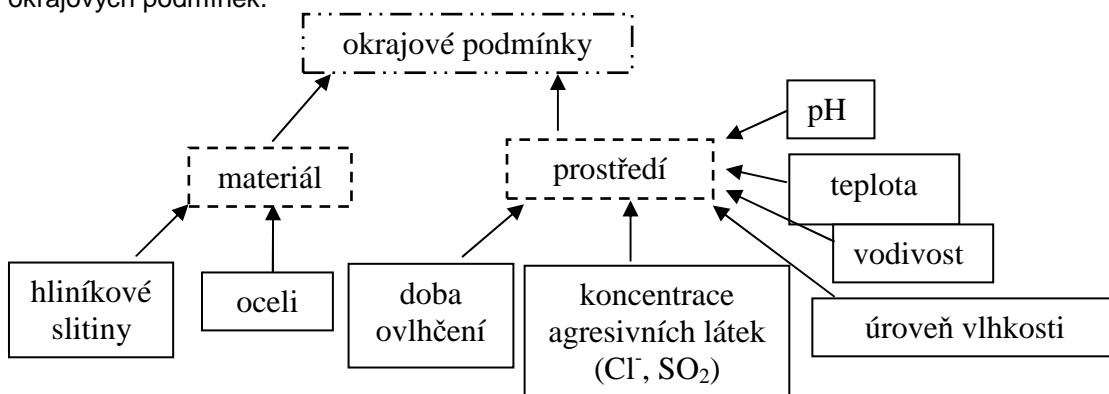 okrajových podmínek.
okrajové podmínky
pH
materiál
prostředí
teplota
vodivost
hliníkové
slitiny
oceli
doba
ovlhčení
koncentrace
agresivních látek
(Cl⁻, SO₂)
úroveň vlhkosti